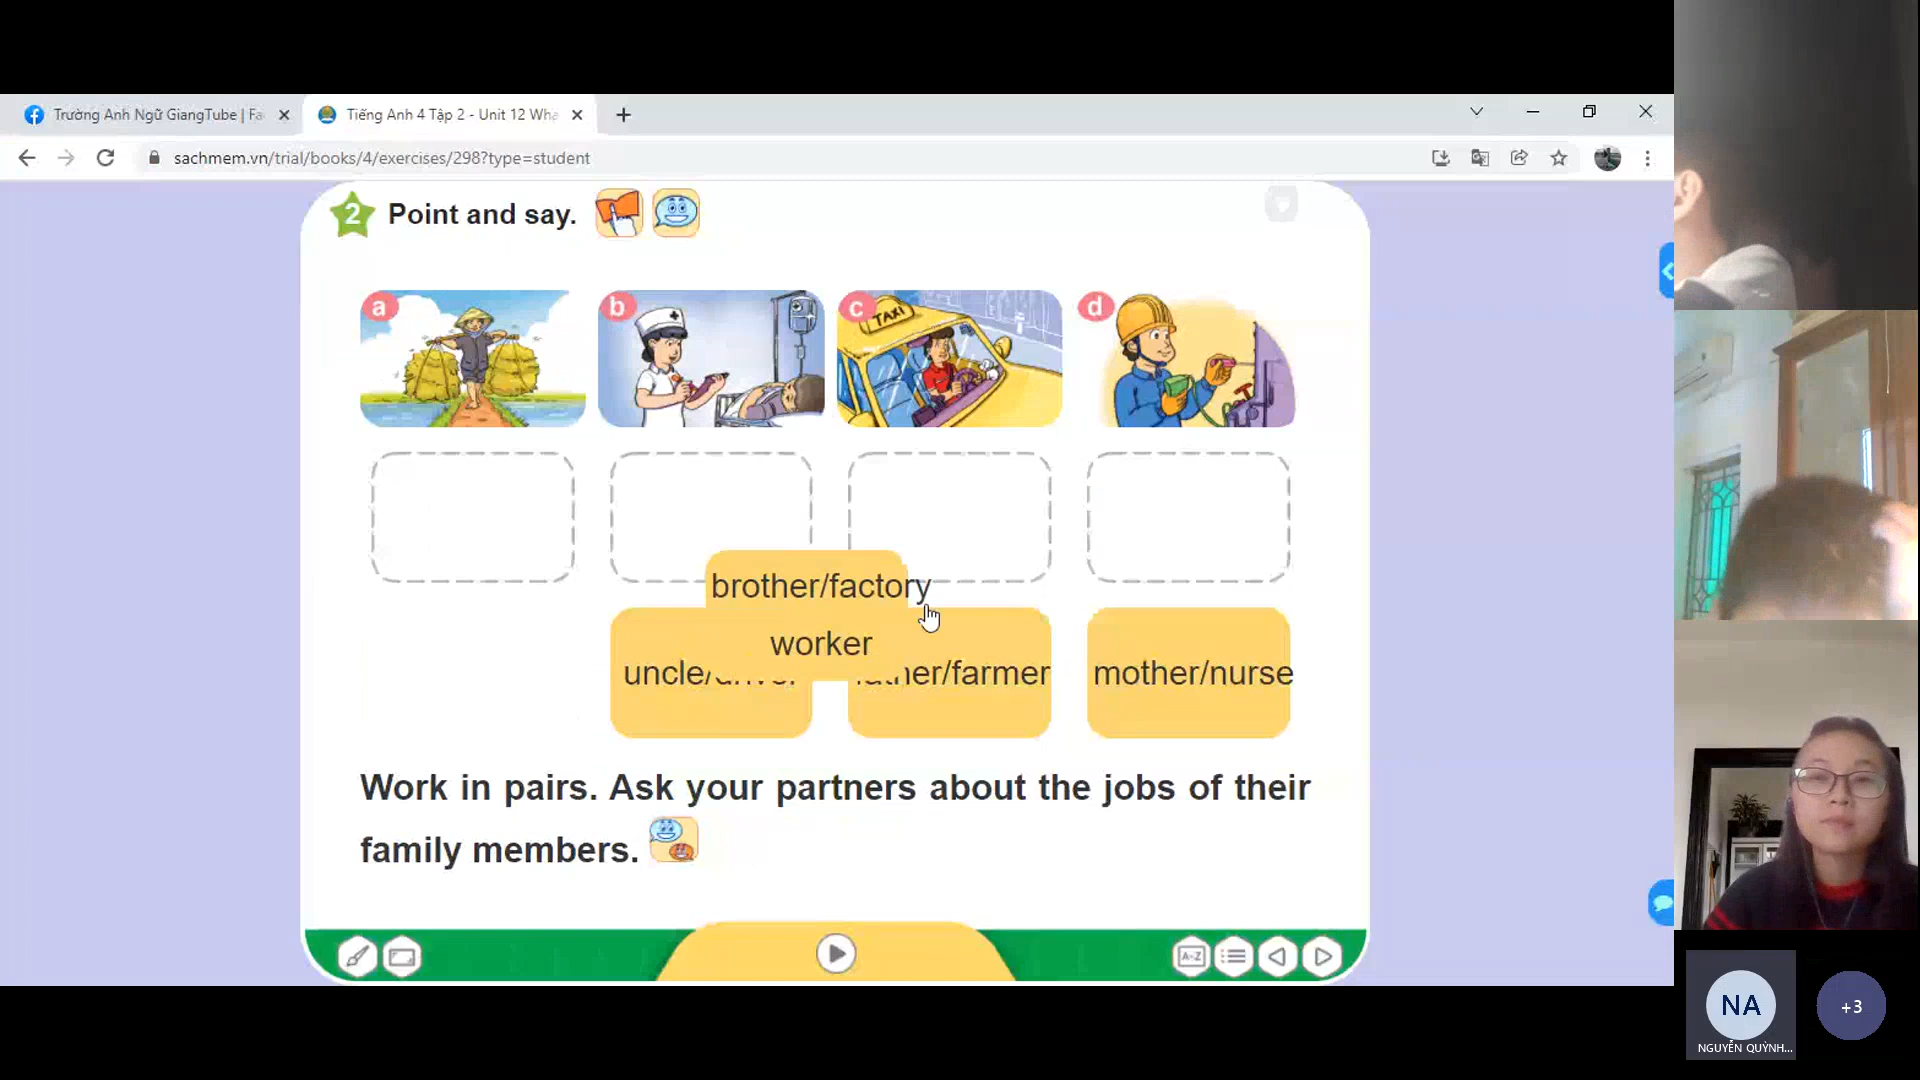 Trường Anh Ngữ GiangTube | Fa
Tiếng Anh 4 Tập 2 - Unit 12 Wha
sachmem.vn/trial/books/4/exercises/298?type=student
2 Point and say.
a
b
c
TAXI
d
brother/factory
worker
uncle/driver
father/farmer
mother/nurse
Work in pairs. Ask your partners about the jobs of their
family members.
A-Z
NA
+3
NGUYỄN QUỲNH...